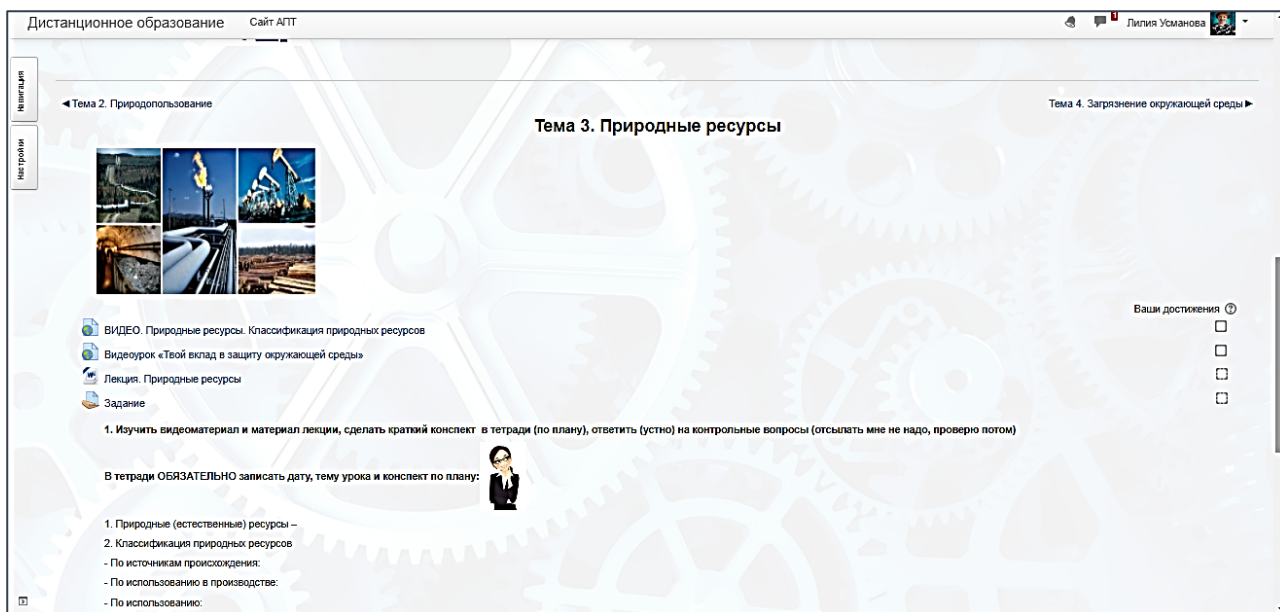 Дистанционное образование Сайт АПТ 1 Лилия Усманова
Навигация
Настройки
◄Тема 2. Природопользование
Тема 4. Загрязнение окружающей среды►
Тема 3. Природные ресурсы
Ваши достижения
ВИДЕО. Природные ресурсы. Классификация природных ресурсов
Видеоурок «Твой вклад в защиту окружающей среды»
Лекция. Природные ресурсы
Задание
1. Изучить видеоматериал и материал лекции, сделать краткий конспект в тетради (по плану), ответить (устно) на контрольные вопросы (отсылать мне не надо, проверю потом)
В тетради ОБЯЗАТЕЛЬНО записать дату, тему урока и конспект по плану:
1. Природные (естественные) ресурсы –
2. Классификация природных ресурсов
- По источникам происхождения:
- По использованию в производстве:
- По использованию: